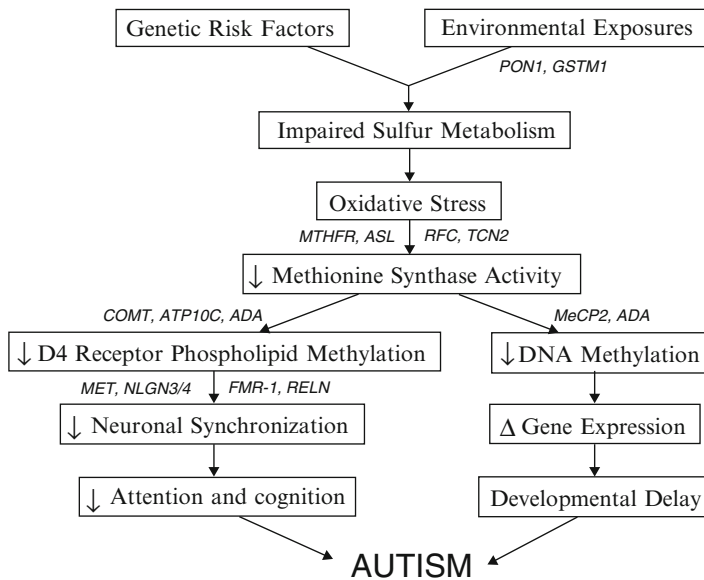 Genetic Risk Factors
Environmental Exposures
PON1, GSTM1
Impaired Sulfur Metabolism
Oxidative Stress
MTHFR, ASL
RFC, TCN2
↓ Methionine Synthase Activity
COMT, ATP10C, ADA
MeCP2, ADA
↓ D4 Receptor Phospholipid Methylation
↓ DNA Methylation
MET, NLGN3/4
FMR-1, RELN
↓ Neuronal Synchronization
Δ Gene Expression
↓ Attention and cognition
Developmental Delay
AUTISM